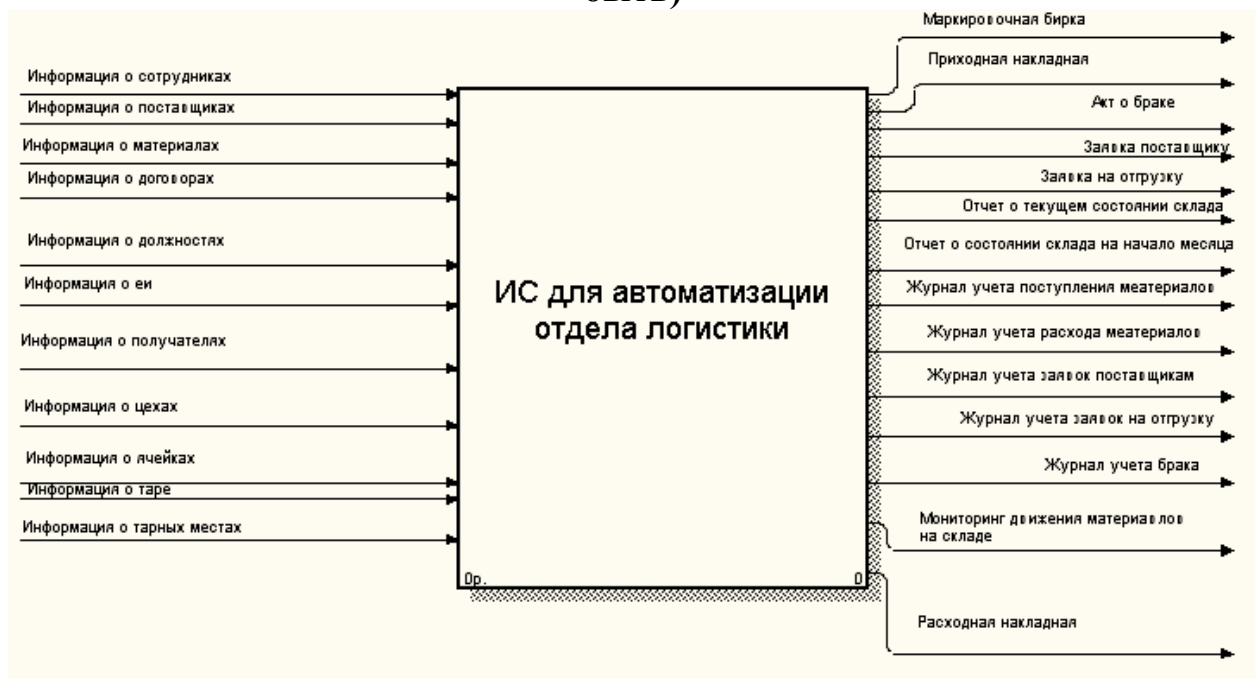 Информация о сотрудниках
Информация о поставщиках
Информация о материалах
Информация о договорах
Информация о должностях
Информация о еи
Информация о получателях
Информация о цехах
Информация о ячейках
Информация о таре
Информация о тарных местах
ИС для автоматизации
отдела логистики
0р.
0
Маркировочная бирка
Приходная накладная
Акт о браке
Заявка поставщику
Заявка на отгрузку
Отчет о текущем состоянии склада
Отчет о состоянии склада на начало месяца
Журнал учета поступления меатериалов
Журнал учета расхода меатериалов
Журнал учета заявок поставщикам
Журнал учета заявок на отгрузку
Журнал учета брака
Мониторинг движения материавлов
на складе
Расходная накладная